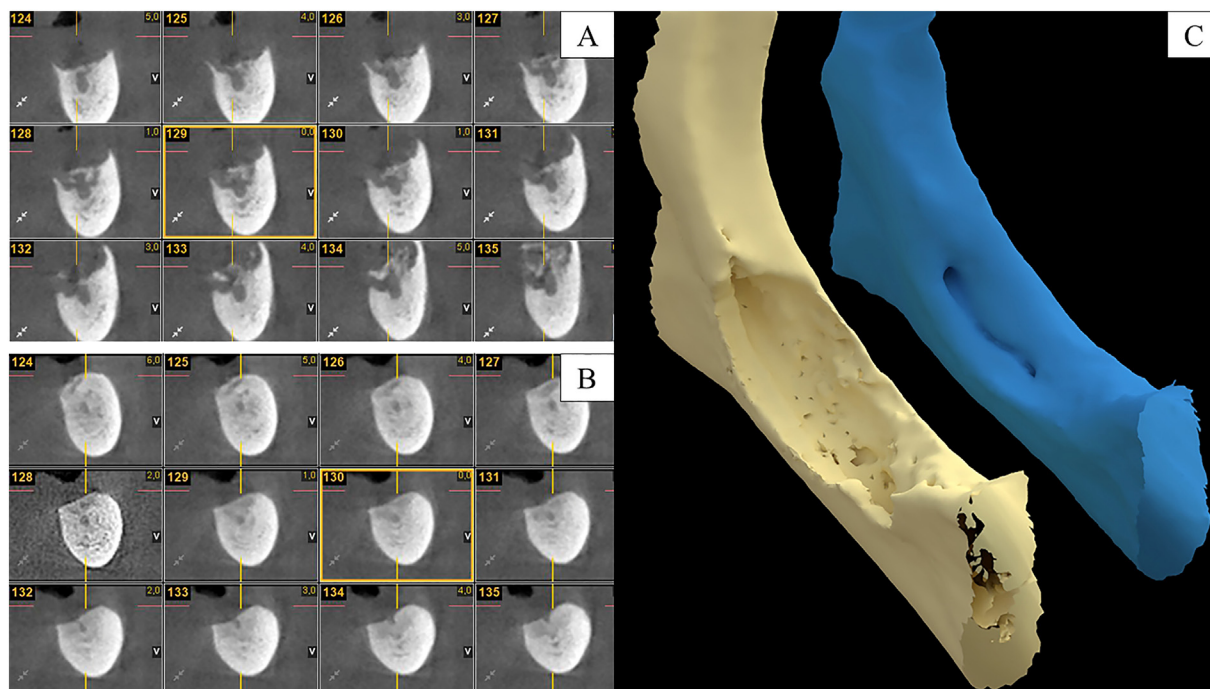 124 5,0 125 4,0 126 3,0 127 A C
V V V
128 1,0 129 0,0 130 1,0 131
V V V
132 3,0 133 4,0 134 5,0 135
V V V
124 6,0 125 5,0 126 4,0 127 B
V V V
128 2,0 129 1,0 130 0,0 131
V V V
132 2,0 133 3,0 134 4,0 135
V V V